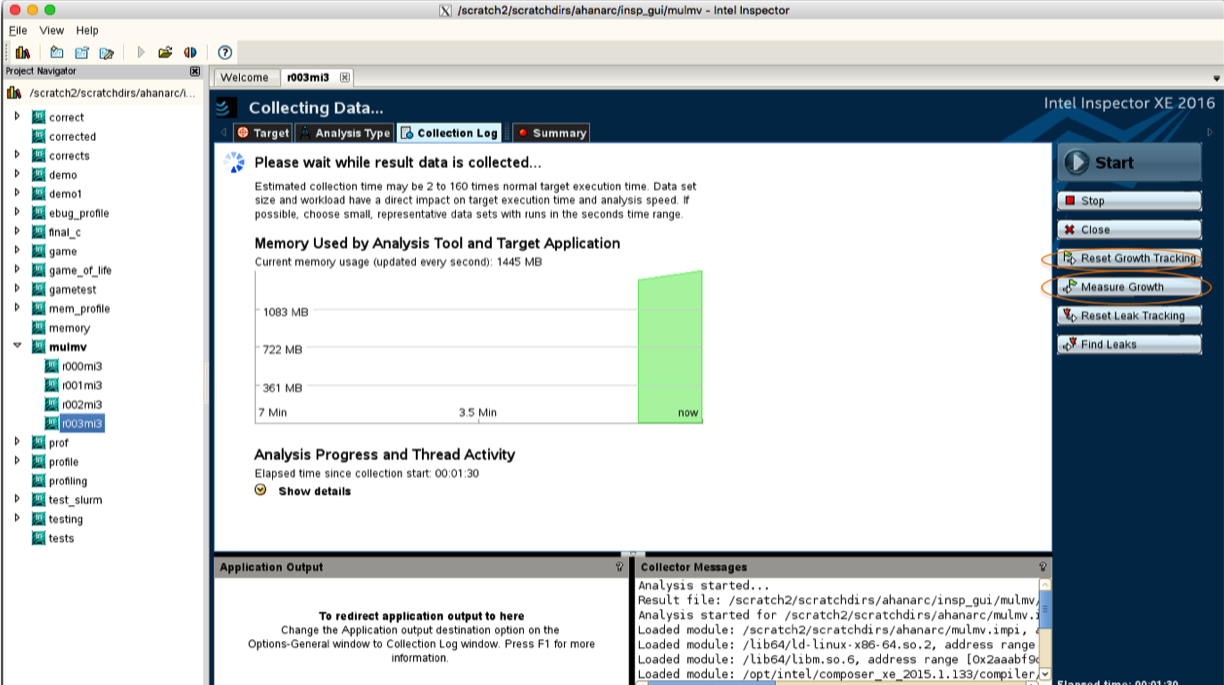 /scratch2/scratchdirs/ahanarc/insp_gui/mulmv - Intel Inspector
File View Help
Project Navigator
/scratch2/scratchdirs/ahanarc/i...
correct
corrected
corrects
demo
demo1
ebug_profile
final_c
game
game_of_life
gametest
mem_profile
memory
mulmv
r000mi3
r001mi3
r002mi3
r003mi3
prof
profile
profiling
test_slurm
testing
tests
Welcome r003mi3
Collecting Data...
Intel Inspector XE 2016
Target Analysis Type Collection Log Summary
Please wait while result data is collected...
Estimated collection time may be 2 to 160 times normal target execution time. Data set
size and workload have a direct impact on target execution time and analysis speed. If
possible, choose small, representative data sets with runs in the seconds time range.
Memory Used by Analysis Tool and Target Application
Current memory usage (updated every second): 1445 MB
1083 MB
722 MB
361 MB
7 Min 3.5 Min now
Analysis Progress and Thread Activity
Elapsed time since collection start: 00:01:30
Show details
Start
Stop
Close
Reset Growth Tracking
Measure Growth
Reset Leak Tracking
Find Leaks
Application Output ?
To redirect application output to here
Change the Application output destination option on the
Options-General window to Collection Log window. Press F1 for more
information.
Collector Messages ?
Analysis started...
Result file: /scratch2/scratchdirs/ahanarc/insp_gui/mulmv/
Analysis started for /scratch2/scratchdirs/ahanarc/mulmv.i
Loaded module: /scratch2/scratchdirs/ahanarc/mulmv.impi, a
Loaded module: /lib64/ld-linux-x86-64.so.2, address range
Loaded module: /lib64/libm.so.6, address range [0x2aaabf9c
Loaded module: /opt/intel/composer_xe_2015.1.133/compiler/
Elapsed time: 00:01:30